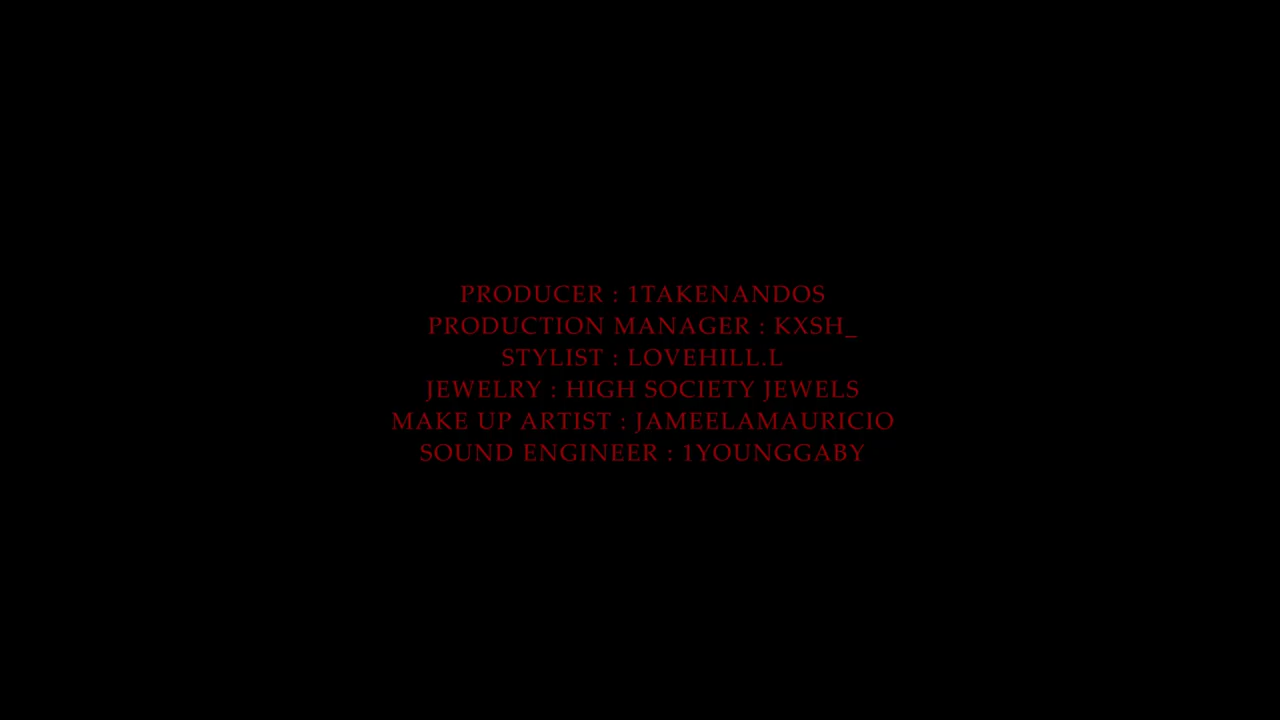 PRODUCER : 1TAKENANDOS
PRODUCTION MANAGER : KXSH_
STYLIST : LOVEHILL.L
JEWELRY : HIGH SOCIETY JEWELS
MAKE UP ARTIST : JAMEELAMAURICIO
SOUND ENGINEER : 1YOUNGGABY